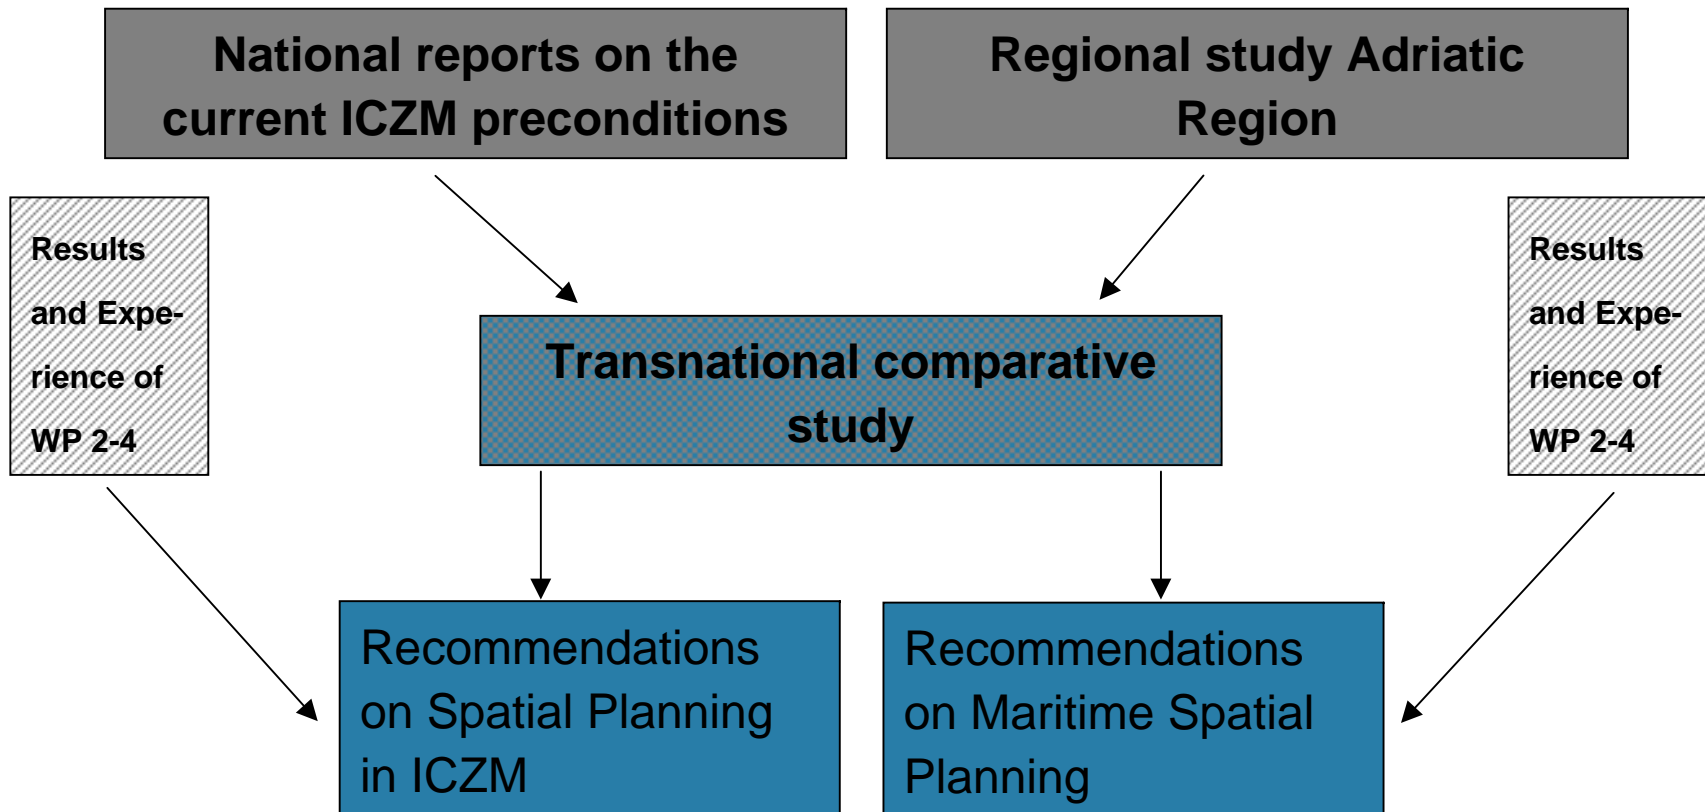 National reports on the
current ICZM preconditions
Regional study Adriatic
Region
Results
and Expe-
rience of
WP 2-4
Transnational comparative
study
Results
and Expe-
rience of
WP 2-4
Recommendations
on Spatial Planning
in ICZM
Recommendations
on Maritime Spatial
Planning